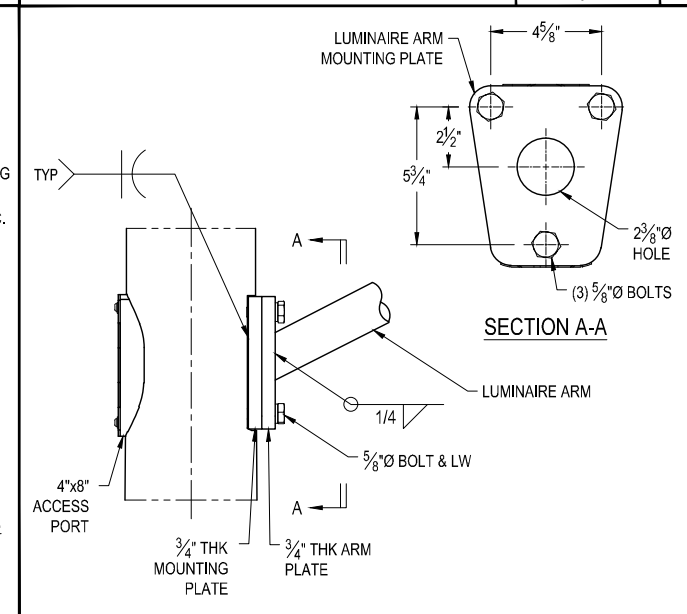 LUMINAIRE ARM
MOUNTING PLATE
4⅝"
2½"
5¾"
G
TYP
C.
A
2⅜"Ø
HOLE
(3) ⅝"Ø BOLTS
SECTION A-A
LUMINAIRE ARM
1/4
⅝"Ø BOLT & LW
4"x8"
ACCESS
PORT
A
¾" THK
MOUNTING
PLATE
¾" THK ARM
PLATE